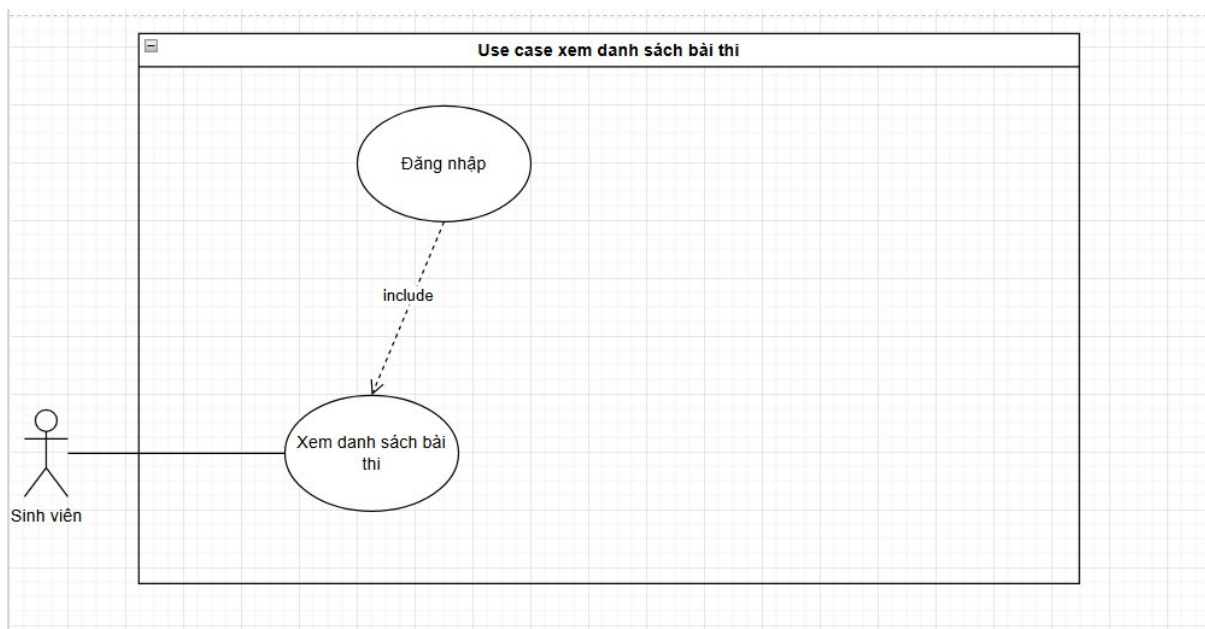 Use case xem danh sách bài thi
Đăng nhập
include
Xem danh sách bài
thi
Sinh viên